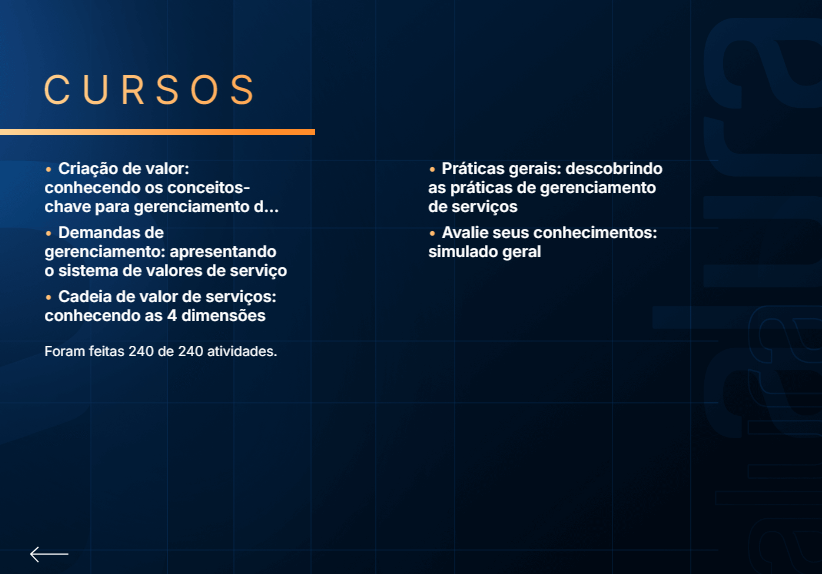 CURSOS
• Criação de valor:
conhecendo os conceitos-
chave para gerenciamento d...
• Demandas de
gerenciamento: apresentando
o sistema de valores de serviço
• Cadeia de valor de serviços:
conhecendo as 4 dimensões
Foram feitas 240 de 240 atividades.
• Práticas gerais: descobrindo
as práticas de gerenciamento
de serviços
• Avalie seus conhecimentos:
simulado geral
alura
alura